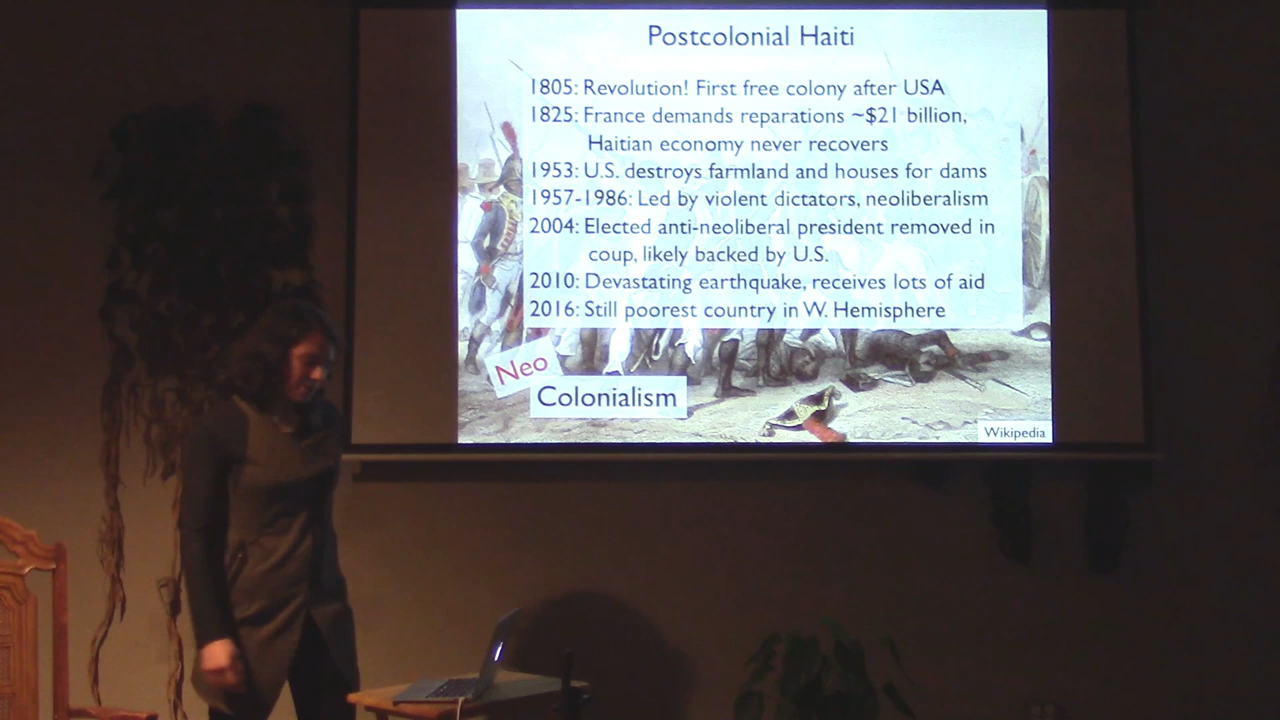 Postcolonial Haiti
1805: Revolution! First free colony after USA
1825: France demands reparations ~$21 billion,
Haitian economy never recovers
1953: U.S. destroys farmland and houses for dams
1957-1986: Led by violent dictators, neoliberalism
2004: Elected anti-neoliberal president removed in
coup, likely backed by U.S.
2010: Devastating earthquake, receives lots of aid
2016: Still poorest country in W. Hemisphere
Neo
Colonialism
Wikipedia